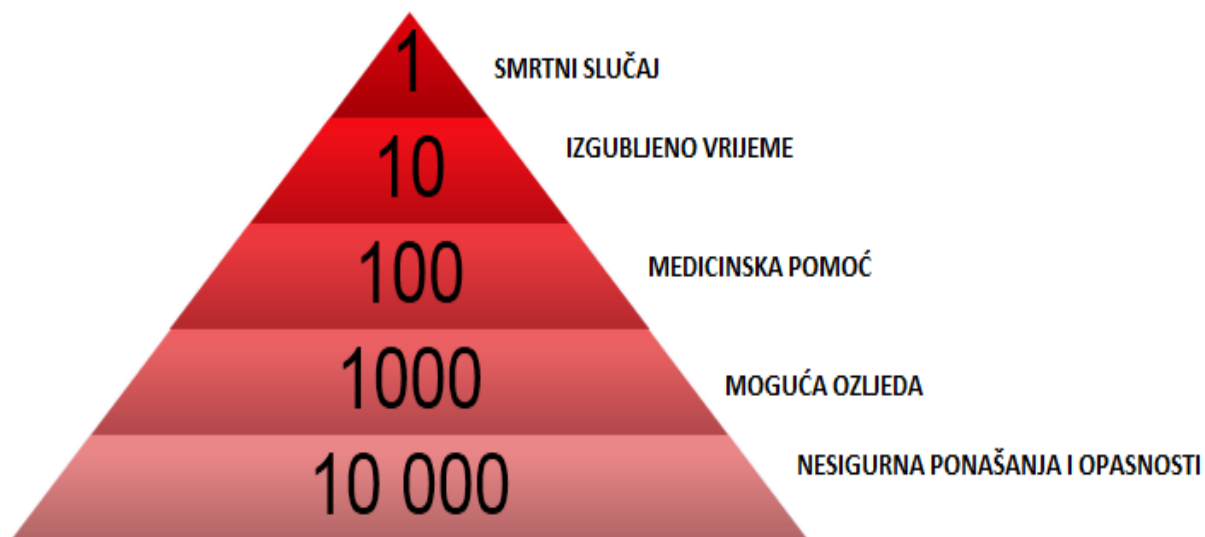 1
SMRTNI SLUČAJ
10
IZGUBLJENO VRIJEME
100
MEDICINSKA POMOĆ
1000
MOGUĆA OZLJEDA
10 000
NESIGURNA PONAŠANJA I OPASNOSTI